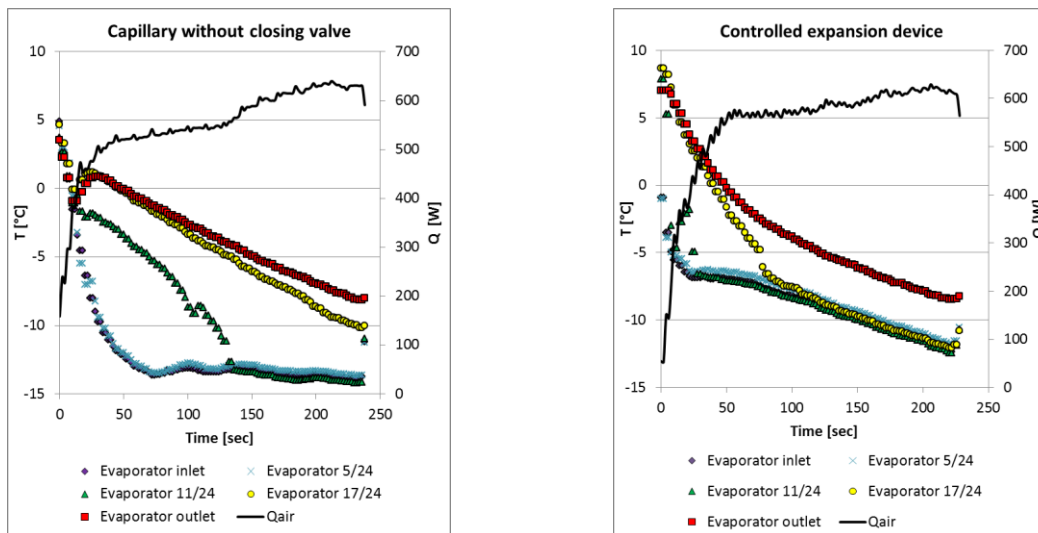 Capillary without closing valve
10
5
0
-5
-10
-15
T [°C]
700
600
500
400
300
200
100
0
Q [W]
0 50 100 150 200 250
Time [sec]
Evaporator inlet Evaporator 5/24
Evaporator 11/24 Evaporator 17/24
Evaporator outlet Qair
Controlled expansion device
10
5
0
-5
-10
-15
T [°C]
700
600
500
400
300
200
100
0
Q [W]
0 50 100 150 200 250
Time [sec]
Evaporator inlet Evaporator 5/24
Evaporator 11/24 Evaporator 17/24
Evaporator outlet Qair